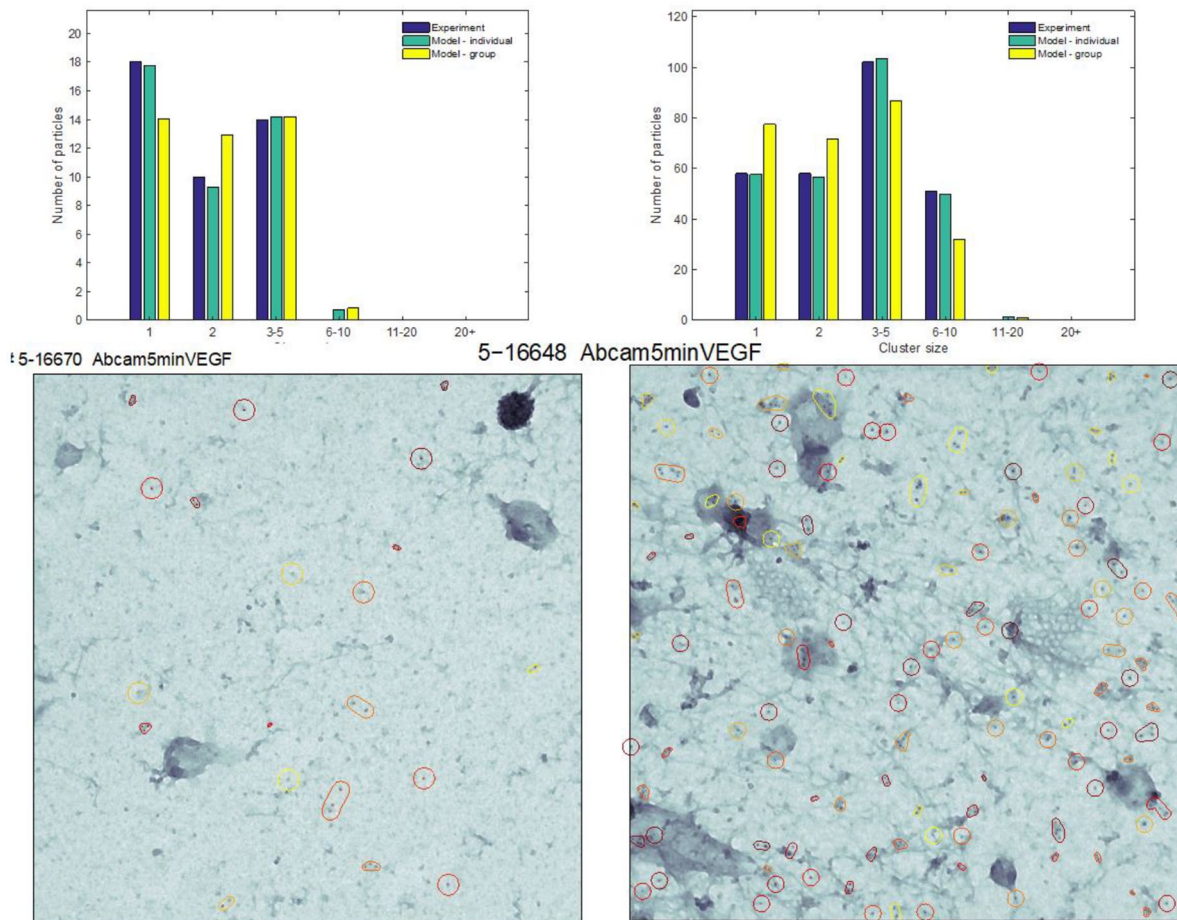 20
18
16
14
12
10
8
6
4
2
0
Number of particles
Experiment
Model - individual
Model - group
1 2 3-5 6-10 11-20 20+
120
100
80
60
40
20
0
Number of particles
Experiment
Model - individual
Model - group
1 2 3-5 6-10 11-20 20+
Cluster size
5-16670 Abcam5minVEGF
5-16648 Abcam5minVEGF